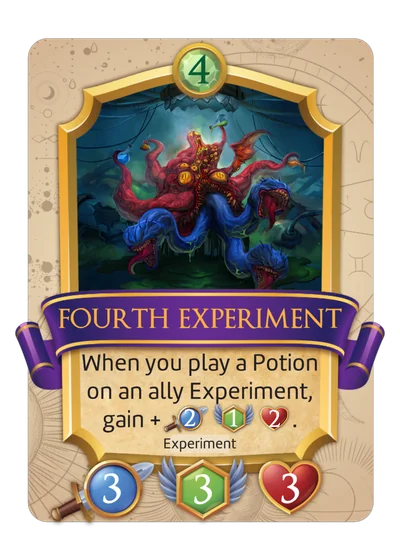 4
FOURTH EXPERIMENT
When you play a Potion
on an ally Experiment,
gain + 2 1 2 .
Experiment
3 3 3